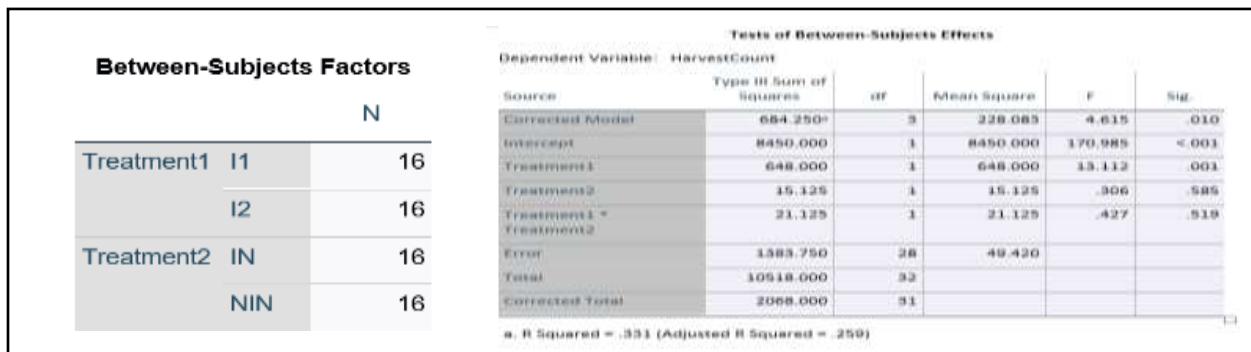 Between-Subjects Factors
N
Treatment1 I1 16
I2 16
Treatment2 IN 16
NIN 16
Tests of Between-Subjects Effects
Dependent Variable: HarvestCount
Type III Sum of
Source Squares df Mean Square F Sig.
Corrected Model 684.250a 3 228.083 4.615 .010
Intercept 8450.000 1 8450.000 170.985 <.001
Treatment1 648.000 1 648.000 13.112 .001
Treatment2 15.125 1 15.125 .306 .585
Treatment1 * 21.125 1 21.125 .427 .519
Treatment2
Error 1383.750 28 49.420
Total 10518.000 32
Corrected Total 2068.000 31
a. R Squared = .331 (Adjusted R Squared = .259)